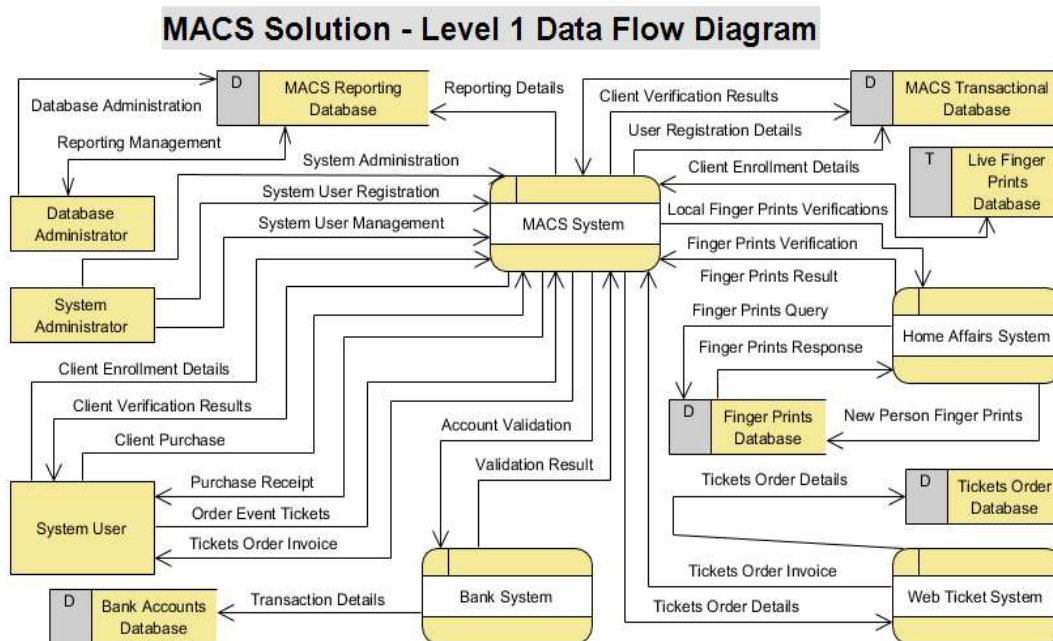 MACS Solution - Level 1 Data Flow Diagram
D
MACS Reporting
Database
Reporting Details
Client Verification Results
D
MACS Transactional
Database
Database Administration
User Registration Details
Reporting Management
System Administration
Client Enrollment Details
T
Live Finger
Prints
Database
System User Registration
Database
Administrator
System User Management
MACS System
Local Finger Prints Verifications
Finger Prints Verification
Finger Prints Result
System
Administrator
Finger Prints Query
Home Affairs System
Finger Prints Response
Client Enrollment Details
Client Verification Results
D
Finger Prints
Database
New Person Finger Prints
Client Purchase
Account Validation
Validation Result
Purchase Receipt
Tickets Order Details
D
Tickets Order
Database
System User
Order Event Tickets
Tickets Order Invoice
Tickets Order Invoice
D
Bank Accounts
Database
Transaction Details
Bank System
Tickets Order Details
Web Ticket System